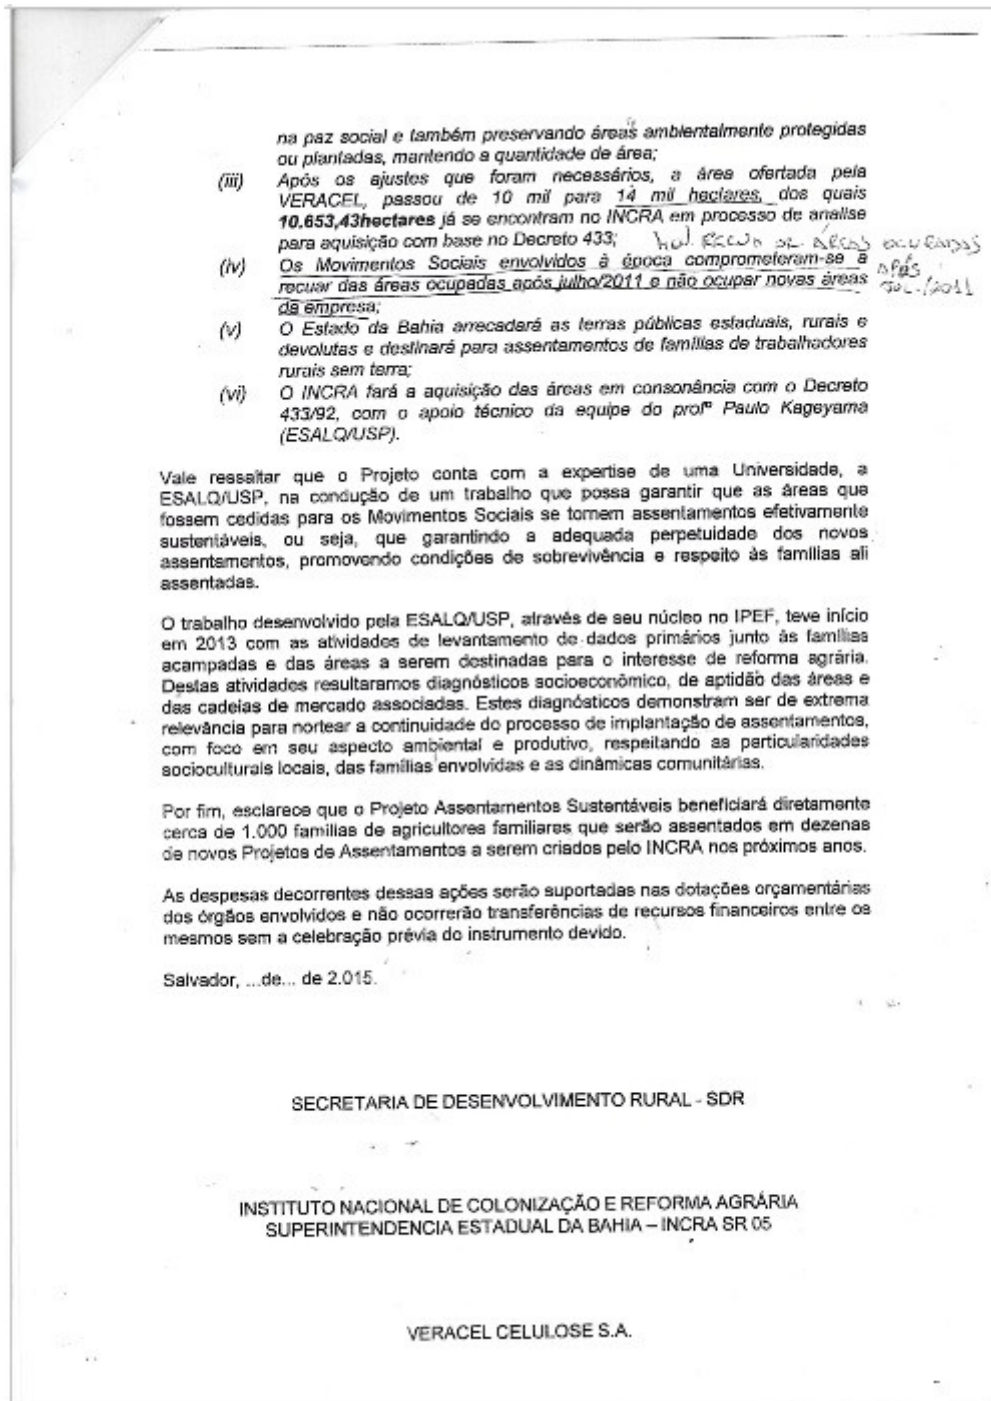 na paz social e também preservando áreas ambientalmente protegidas
ou plantadas, mantendo a quantidade de área;
(iii) Após os ajustes que foram necessários, a área ofertada pela
VERACEL, passou de 10 mil para 14 mil hectares, dos quais
10.653,43hectares já se encontram no INCRA em processo de analise
para aquisição com base no Decreto 433; RECUO DE ÁREAS OCUPADAS
APÓS
JUL./2011
(iv) Os Movimentos Sociais envolvidos à época comprometeram-se a
recuar das áreas ocupadas após julho/2011 e não ocupar novas áreas
da empresa;
(v) O Estado da Bahia arrecadará as terras públicas estaduais, rurais e
devolutas e destinará para assentamentos de famílias de trabalhadores
rurais sem terra;
(vi) O INCRA fará a aquisição das áreas em consonância com o Decreto
433/92, com o apoio técnico da equipe do profº Paulo Kageyama
(ESALQ/USP).
Vale ressaltar que o Projeto conta com a expertise de uma Universidade, a
ESALQ/USP, na condução de um trabalho que possa garantir que as áreas que
fossem cedidas para os Movimentos Sociais se tornem assentamentos efetivamente
sustentáveis, ou seja, que garantindo a adequada perpetuidade dos novos
assentamentos, promovendo condições de sobrevivência e respeito às famílias ali
assentadas.
O trabalho desenvolvido pela ESALQ/USP, através de seu núcleo no IPEF, teve início
em 2013 com as atividades de levantamento de dados primários junto às famílias
acampadas e das áreas a serem destinadas para o interesse de reforma agrária.
Destas atividades resultaramos diagnósticos socioeconômico, de aptidão das áreas e
das cadeias de mercado associadas. Estes diagnósticos demonstram ser de extrema
relevância para nortear a continuidade do processo de implantação de assentamentos,
com foco em seu aspecto ambiental e produtivo, respeitando as particularidades
socioculturais locais, das famílias envolvidas e as dinâmicas comunitárias.
Por fim, esclarece que o Projeto Assentamentos Sustentáveis beneficiará diretamente
cerca de 1.000 famílias de agricultores familiares que serão assentados em dezenas
de novos Projetos de Assentamentos a serem criados pelo INCRA nos próximos anos.
As despesas decorrentes dessas ações serão suportadas nas dotações orçamentárias
dos órgãos envolvidos e não ocorrerão transferências de recursos financeiros entre os
mesmos sem a celebração prévia do instrumento devido.
Salvador, ...de... de 2.015.
SECRETARIA DE DESENVOLVIMENTO RURAL - SDR
INSTITUTO NACIONAL DE COLONIZAÇÃO E REFORMA AGRÁRIA
SUPERINTENDENCIA ESTADUAL DA BAHIA – INCRA SR 05
VERACEL CELULOSE S.A.